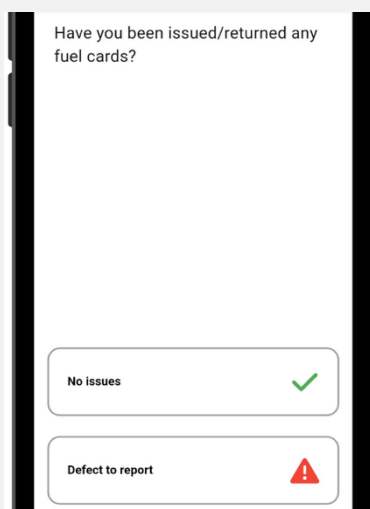 Have you been issued/returned any
fuel cards?
No issues
Defect to report